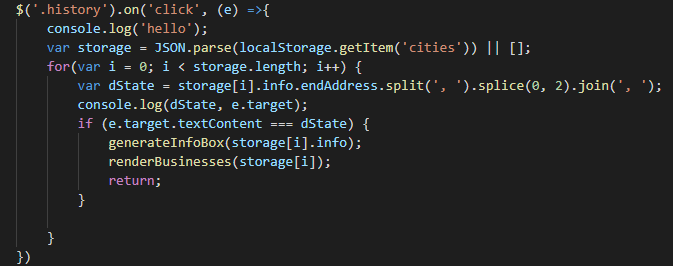 $('.history').on('click', (e) =>{
    console.log('hello');
    var storage = JSON.parse(localStorage.getItem('cities')) || [];
    for(var i = 0; i < storage.length; i++) {
        var dState = storage[i].info.endAddress.split(', ').splice(0, 2).join(', ');
        console.log(dState, e.target);
        if (e.target.textContent === dState) {
            generateInfoBox(storage[i].info);
            renderBusinesses(storage[i]);
            return;
        }
    }
})